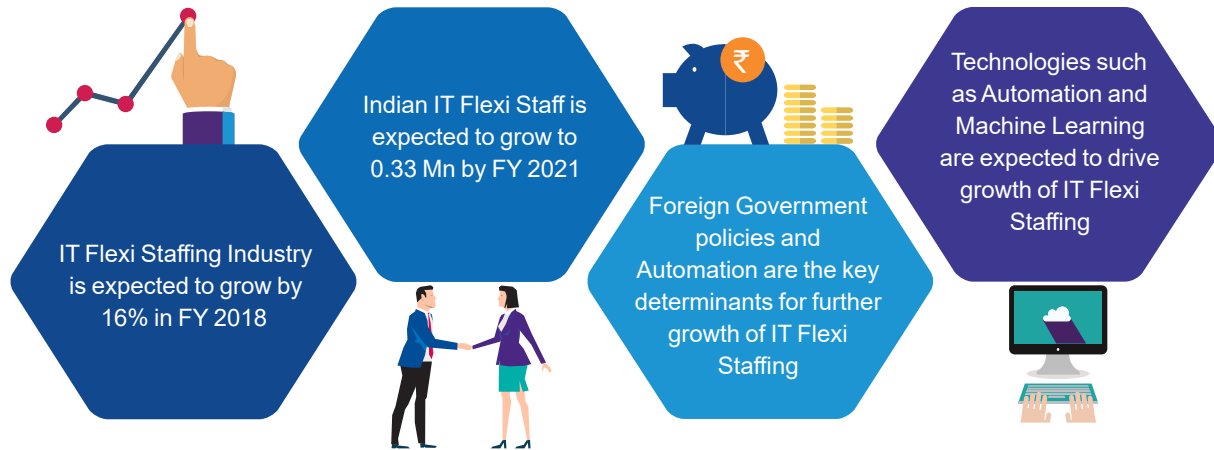 IT Flexi Staffing Industry
is expected to grow by
16% in FY 2018
Indian IT Flexi Staff is
expected to grow to
0.33 Mn by FY 2021
₹
Foreign Government
policies and
Automation are the key
determinants for further
growth of IT Flexi
Staffing
Technologies such
as Automation and
Machine Learning
are expected to drive
growth of IT Flexi
Staffing